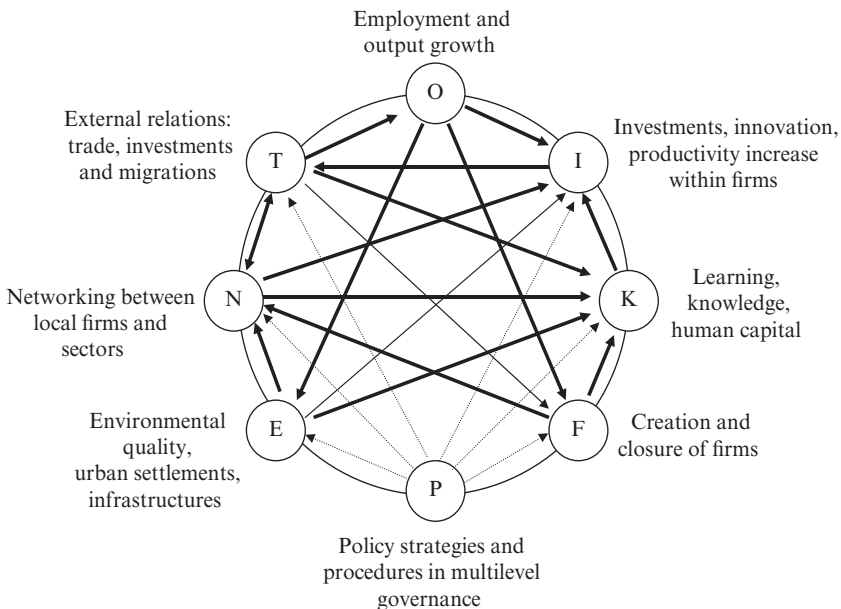 Employment and
output growth
O
External relations:
trade, investments
and migrations
T
I
Investments, innovation,
productivity increase
within firms
Networking between
local firms and
sectors
N
K
Learning,
knowledge,
human capital
Environmental
quality,
urban settlements,
infrastructures
E
F
Creation and
closure of firms
P
Policy strategies and
procedures in multilevel
governance